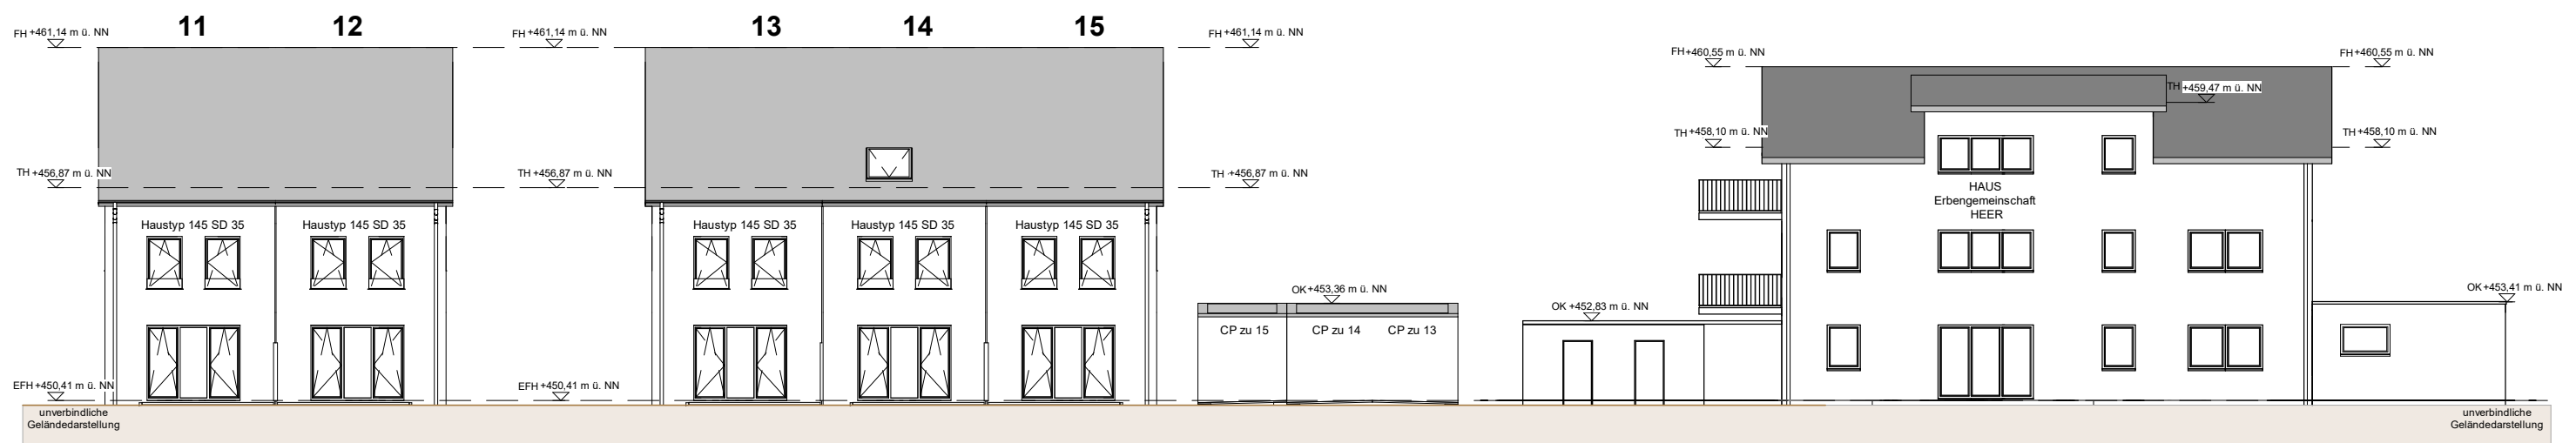 11
12
13
14
15
FH +461,14 m ü. NN
FH +461,14 m ü. NN
FH +461,14 m ü. NN
FH +460,55 m ü. NN
FH +460,55 m ü. NN
TH +459,47 m ü. NN
TH +458,10 m ü. NN
TH +458,10 m ü. NN
TH +456,87 m ü. NN
TH +456,87 m ü. NN
TH +456,87 m ü. NN
HAUS
Erbengemeinschaft
HEER
Haustyp 145 SD 35
Haustyp 145 SD 35
Haustyp 145 SD 35
Haustyp 145 SD 35
Haustyp 145 SD 35
OK +453,36 m ü. NN
OK +453,41 m ü. NN
OK +452,83 m ü. NN
CP zu 15
CP zu 14
CP zu 13
EFH +450,41 m ü. NN
EFH +450,41 m ü. NN
unverbindliche
Geländedarstellung
unverbindliche
Geländedarstellung